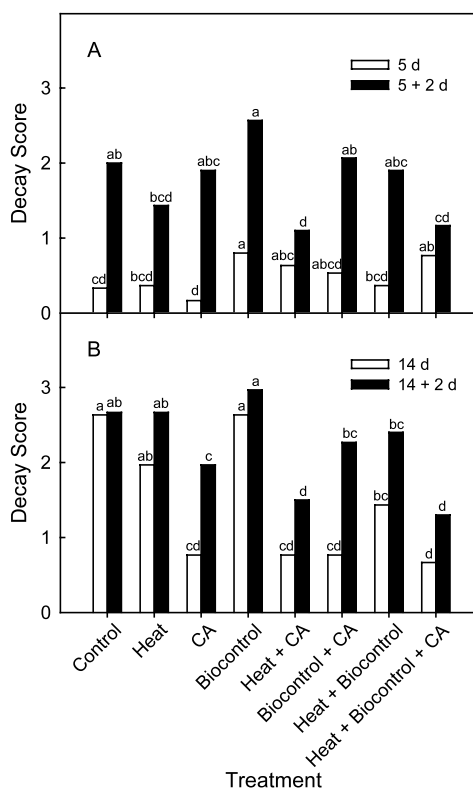 A
5 d
5 + 2 d
3
2
1
0
Decay Score
cd
ab
bcd
bcd
d
abc
a
a
abc
d
abcd
ab
bcd
abc
ab
cd
B
14 d
14 + 2 d
3
2
1
0
Decay Score
a
ab
ab
ab
cd
c
a
a
cd
d
cd
bc
bc
bc
d
d
Control
Heat
CA
Biocontrol
Heat + CA
Biocontrol + CA
Heat + Biocontrol
Heat + Biocontrol + CA
Treatment